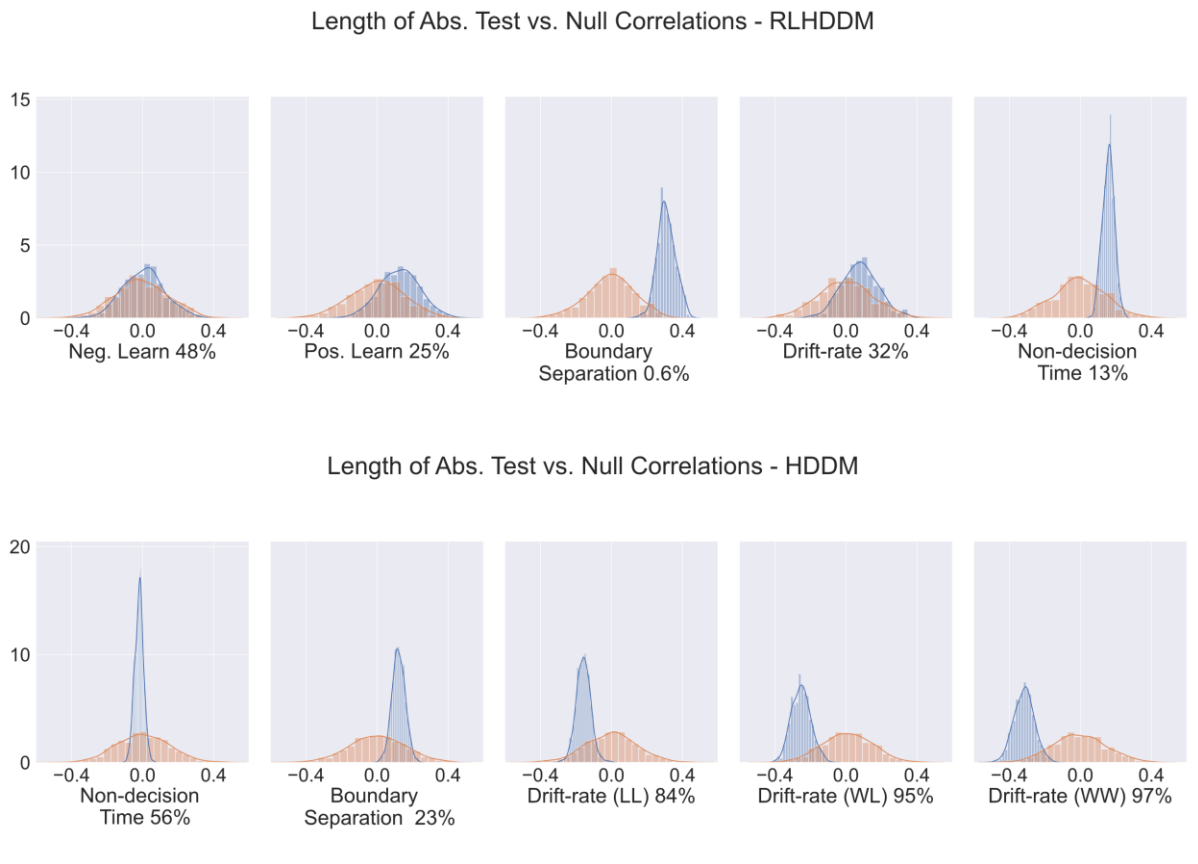 Length of Abs. Test vs. Null Correlations - RLHDDM
15
10
5
0
−0.4 0.0 0.4 −0.4 0.0 0.4 −0.4 0.0 0.4 −0.4 0.0 0.4 −0.4 0.0 0.4
Neg. Learn 48% Pos. Learn 25% Boundary Drift-rate 32% Non-decision
Separation 0.6% Time 13%
Length of Abs. Test vs. Null Correlations - HDDM
20
10
0
−0.4 0.0 0.4 −0.4 0.0 0.4 −0.4 0.0 0.4 −0.4 0.0 0.4 −0.4 0.0 0.4
Non-decision Boundary Drift-rate (LL) 84% Drift-rate (WL) 95% Drift-rate (WW) 97%
Time 56% Separation 23%